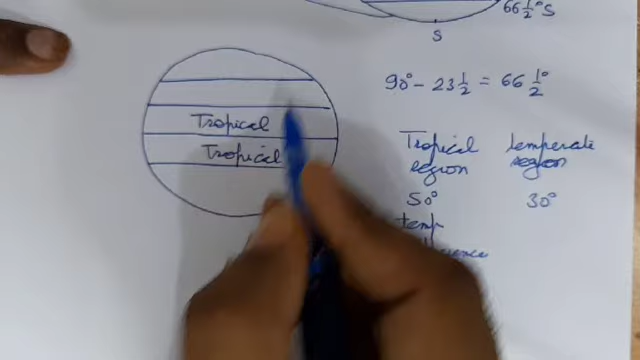 66 1/2° S
S
90° - 23 1/2 = 66 1/2°
Tropical
Tropical
Tropical region
temperate region
50°
30°
temp